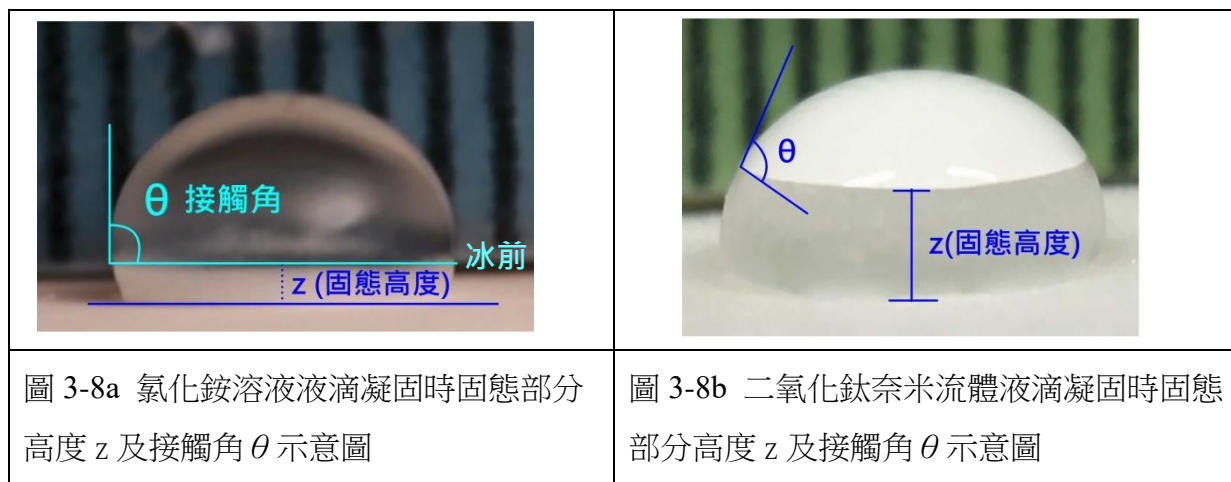 θ 接觸角
冰前
z (固態高度)
θ
z(固態高度)
圖 3-8a 氯化銨溶液液滴凝固時固態部分
高度 z 及接觸角θ示意圖
圖 3-8b 二氧化鈦奈米流體液滴凝固時固態
部分高度 z 及接觸角θ示意圖